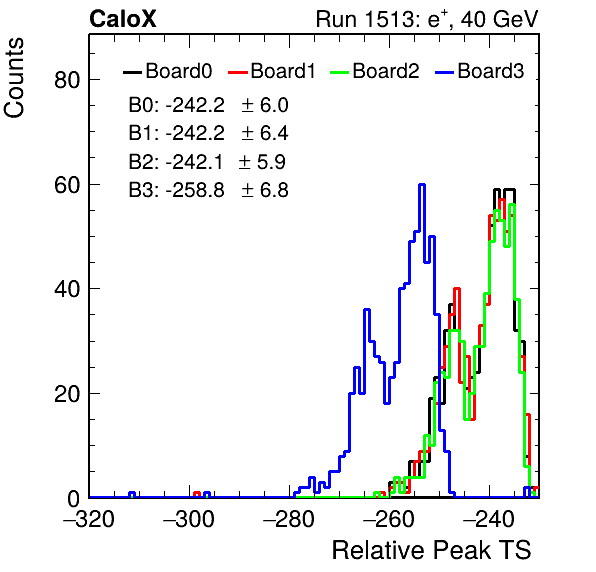 CaloX Run 1513: e⁺, 40 GeV
Counts
Board0 Board1 Board2 Board3
B0: -242.2 ± 6.0
B1: -242.2 ± 6.4
B2: -242.1 ± 5.9
B3: -258.8 ± 6.8
80
60
40
20
0
−320 −300 −280 −260 −240
Relative Peak TS